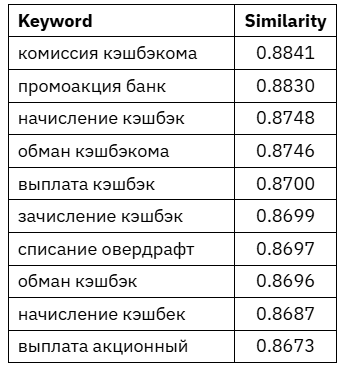 Keyword Similarity
комиссия кэшбэкома 0.8841
промоакция банк 0.8830
начисление кэшбэк 0.8748
обман кэшбэкома 0.8746
выплата кэшбэк 0.8700
зачисление кэшбэк 0.8699
списание овердрафт 0.8697
обман кэшбэк 0.8696
начисление кэшбек 0.8687
выплата акционный 0.8673